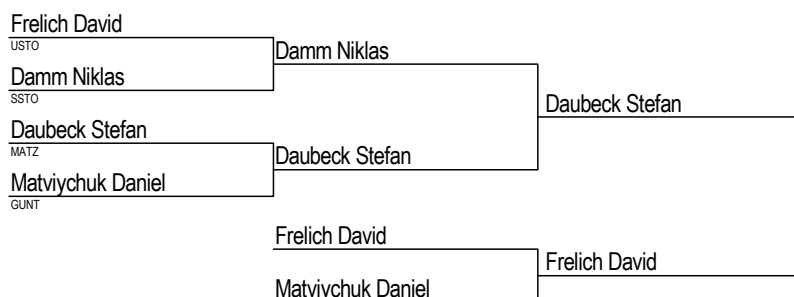 Frelich David
USTO
Damm Niklas
Damm Niklas
SSTO
Daubeck Stefan
Daubeck Stefan
MATZ
Daubeck Stefan
Matviychuk Daniel
GUNT
Frelich David
Frelich David
Matviychuk Daniel